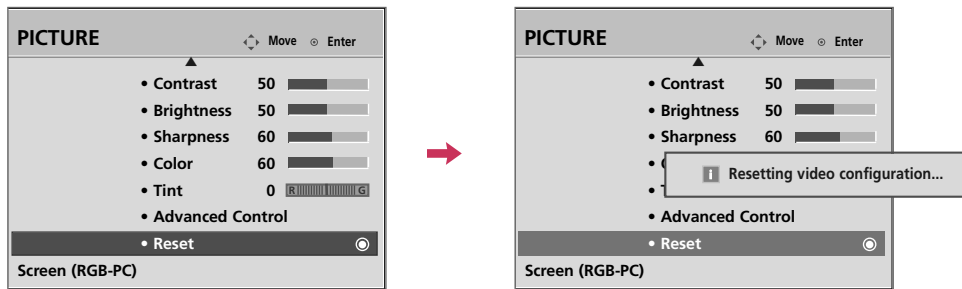 PICTURE
Move Enter
• Contrast 50
• Brightness 50
• Sharpness 60
• Color 60
• Tint 0 R G
• Advanced Control
• Reset
Screen (RGB-PC)
PICTURE
Move Enter
• Contrast 50
• Brightness 50
• Sharpness 60
i Resetting video configuration...
• Advanced Control
• Reset
Screen (RGB-PC)